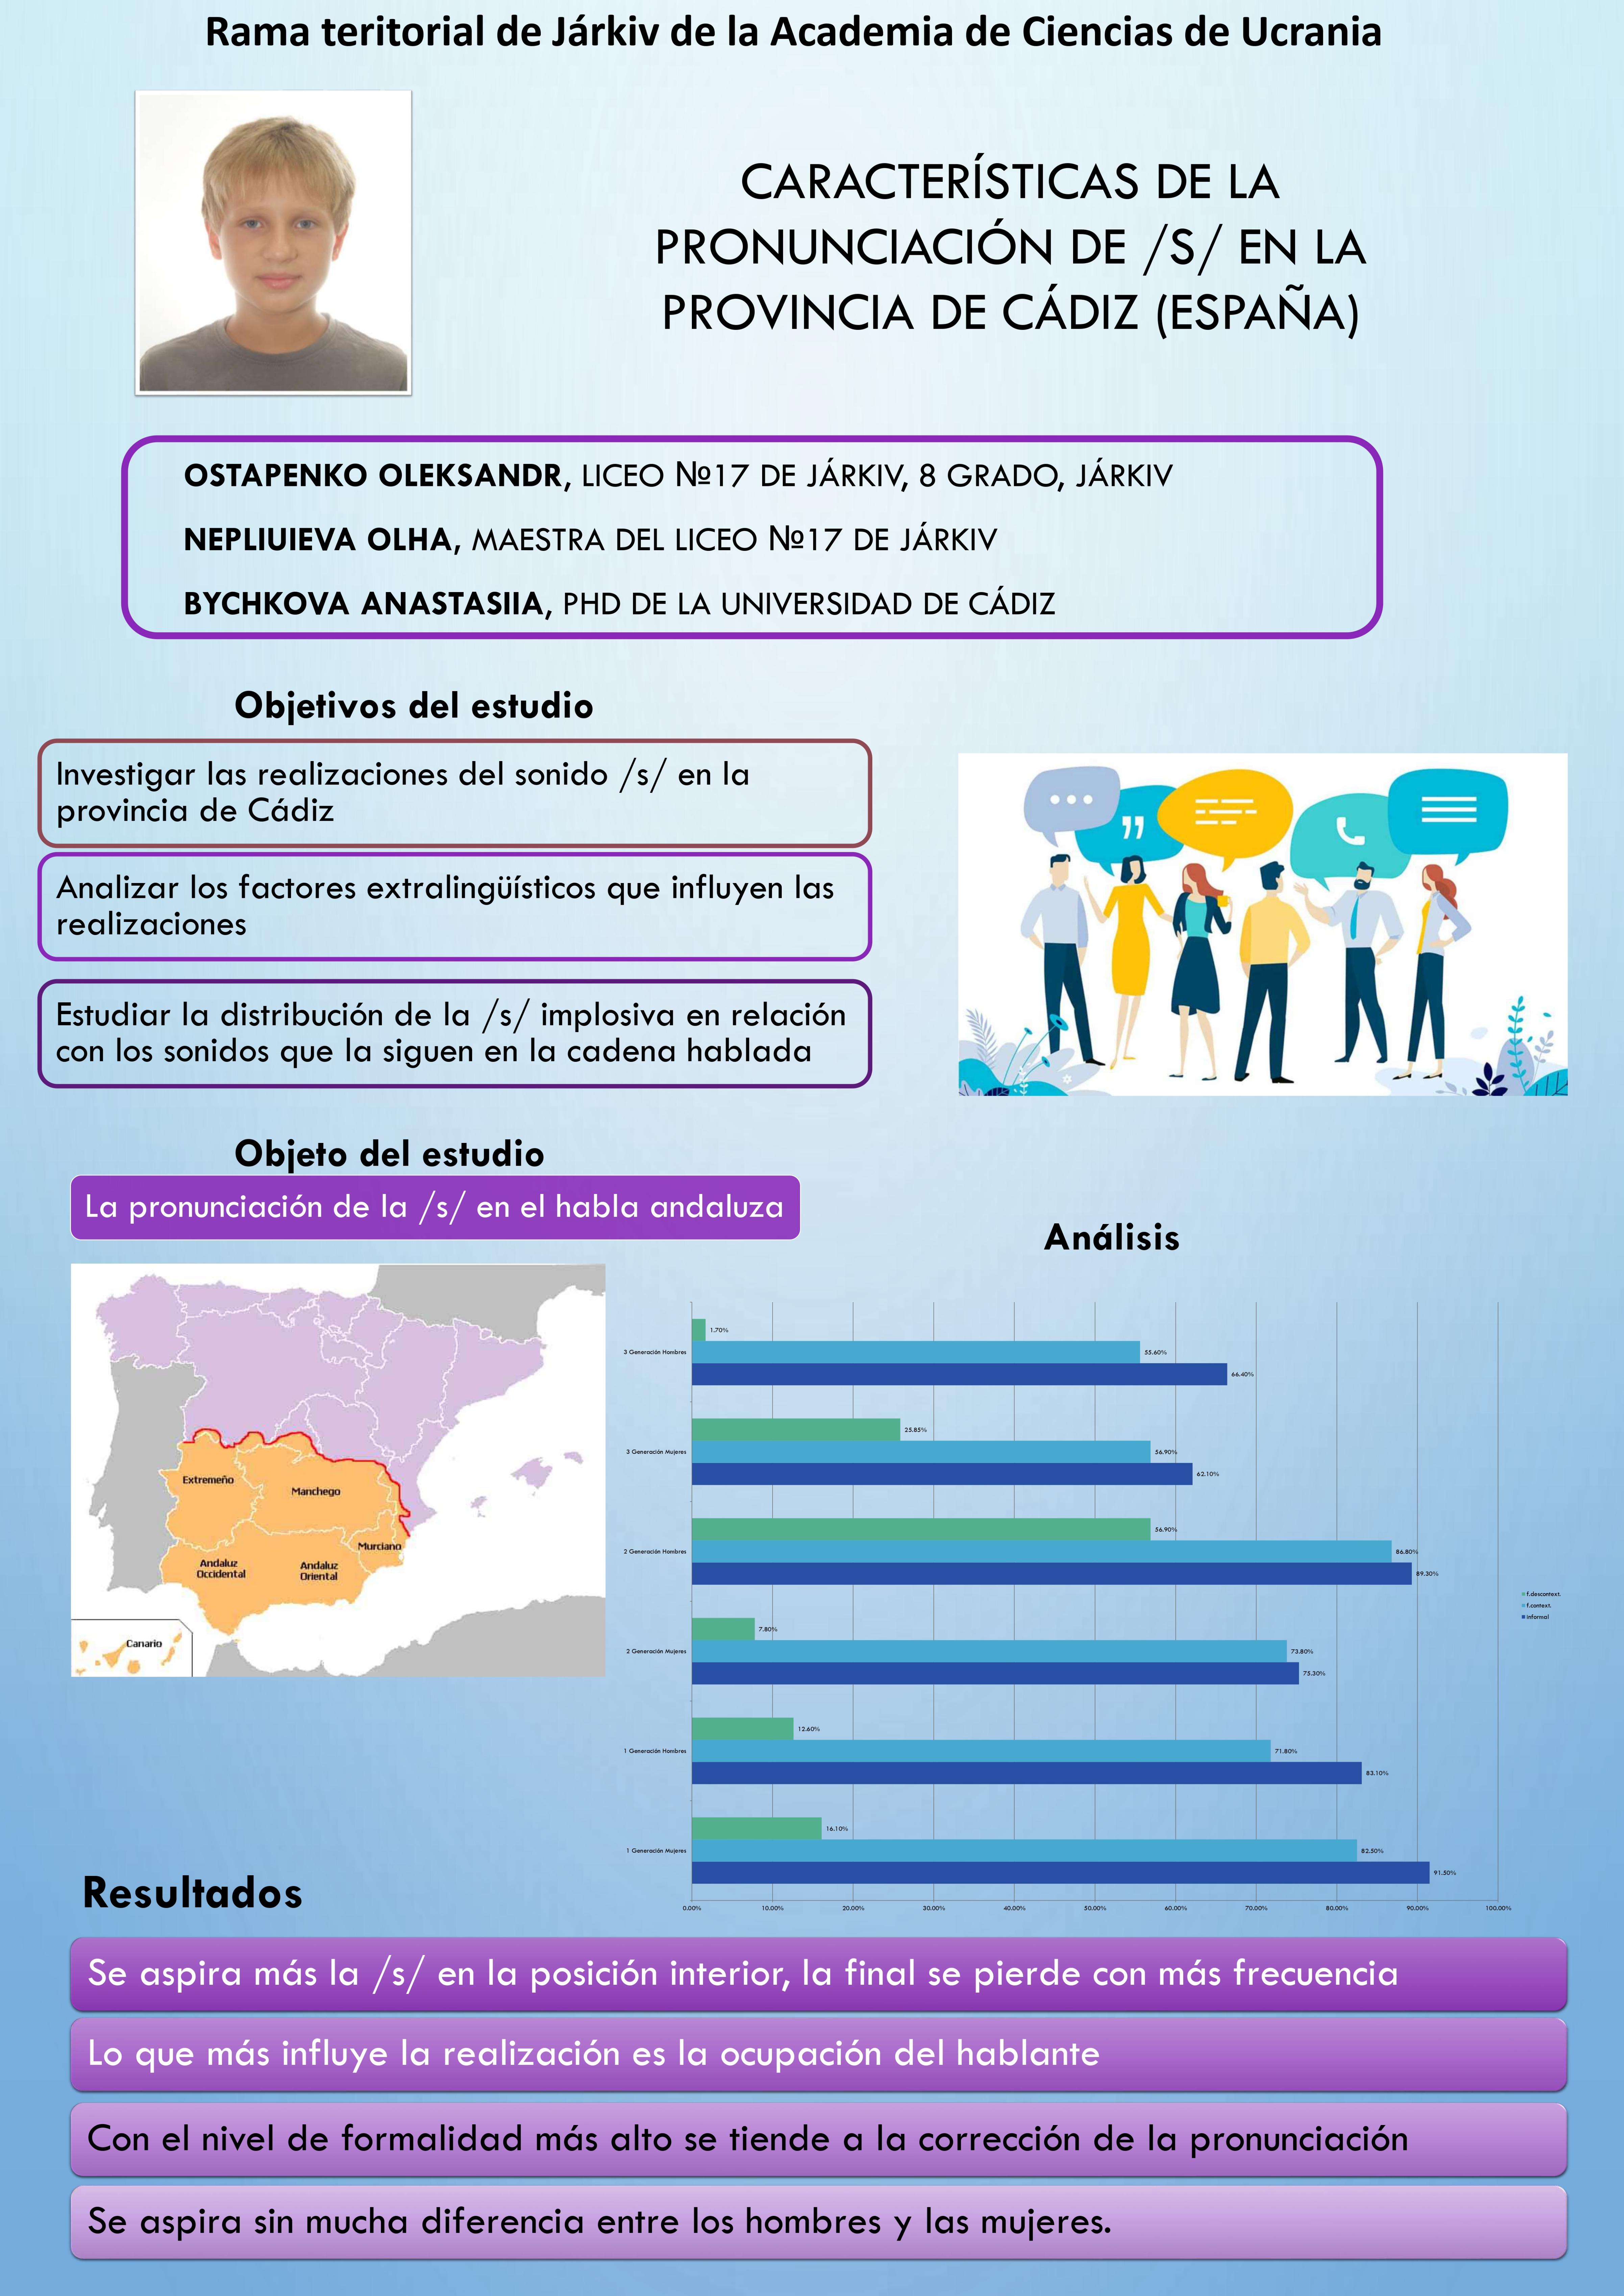 Rama teritorial de Járkiv de la Academia de Ciencias de Ucrania
CARACTERÍSTICAS DE LA
PRONUNCIACIÓN DE /S/ EN LA
PROVINCIA DE CÁDIZ (ESPAÑA)
OSTAPENKO OLEKSANDR, LICEO №17 DE JÁRKIV, 8 GRADO, JÁRKIV
NEPLIUIEVA OLHA, MAESTRA DEL LICEO №17 DE JÁRKIV
BYCHKOVA ANASTASIIA, PHD DE LA UNIVERSIDAD DE CÁDIZ
Objetivos del estudio
Investigar las realizaciones del sonido /s/ en la
provincia de Cádiz
Analizar los factores extralingüísticos que influyen las
realizaciones
Estudiar la distribución de la /s/ implosiva en relación
con los sonidos que la siguen en la cadena hablada
Objeto del estudio
La pronunciación de la /s/ en el habla andaluza
Extremeño
Manchego
Murciano
Andaluz
Occidental
Andaluz
Oriental
Canario
Análisis
1.70%
3 Generación Hombres
55.60%
66.40%
25.85%
3 Generación Mujeres
56.90%
62.10%
56.90%
2 Generación Hombres
86.80%
89.30%
7.80%
2 Generación Mujeres
73.80%
75.30%
12.60%
1 Generación Hombres
71.80%
83.10%
16.10%
1 Generación Mujeres
82.50%
91.50%
0.00% 10.00% 20.00% 30.00% 40.00% 50.00% 60.00% 70.00% 80.00% 90.00% 100.00%
f.descontext.
f.context.
informal
Resultados
Se aspira más la /s/ en la posición interior, la final se pierde con más frecuencia
Lo que más influye la realización es la ocupación del hablante
Con el nivel de formalidad más alto se tiende a la corrección de la pronunciación
Se aspira sin mucha diferencia entre los hombres y las mujeres.